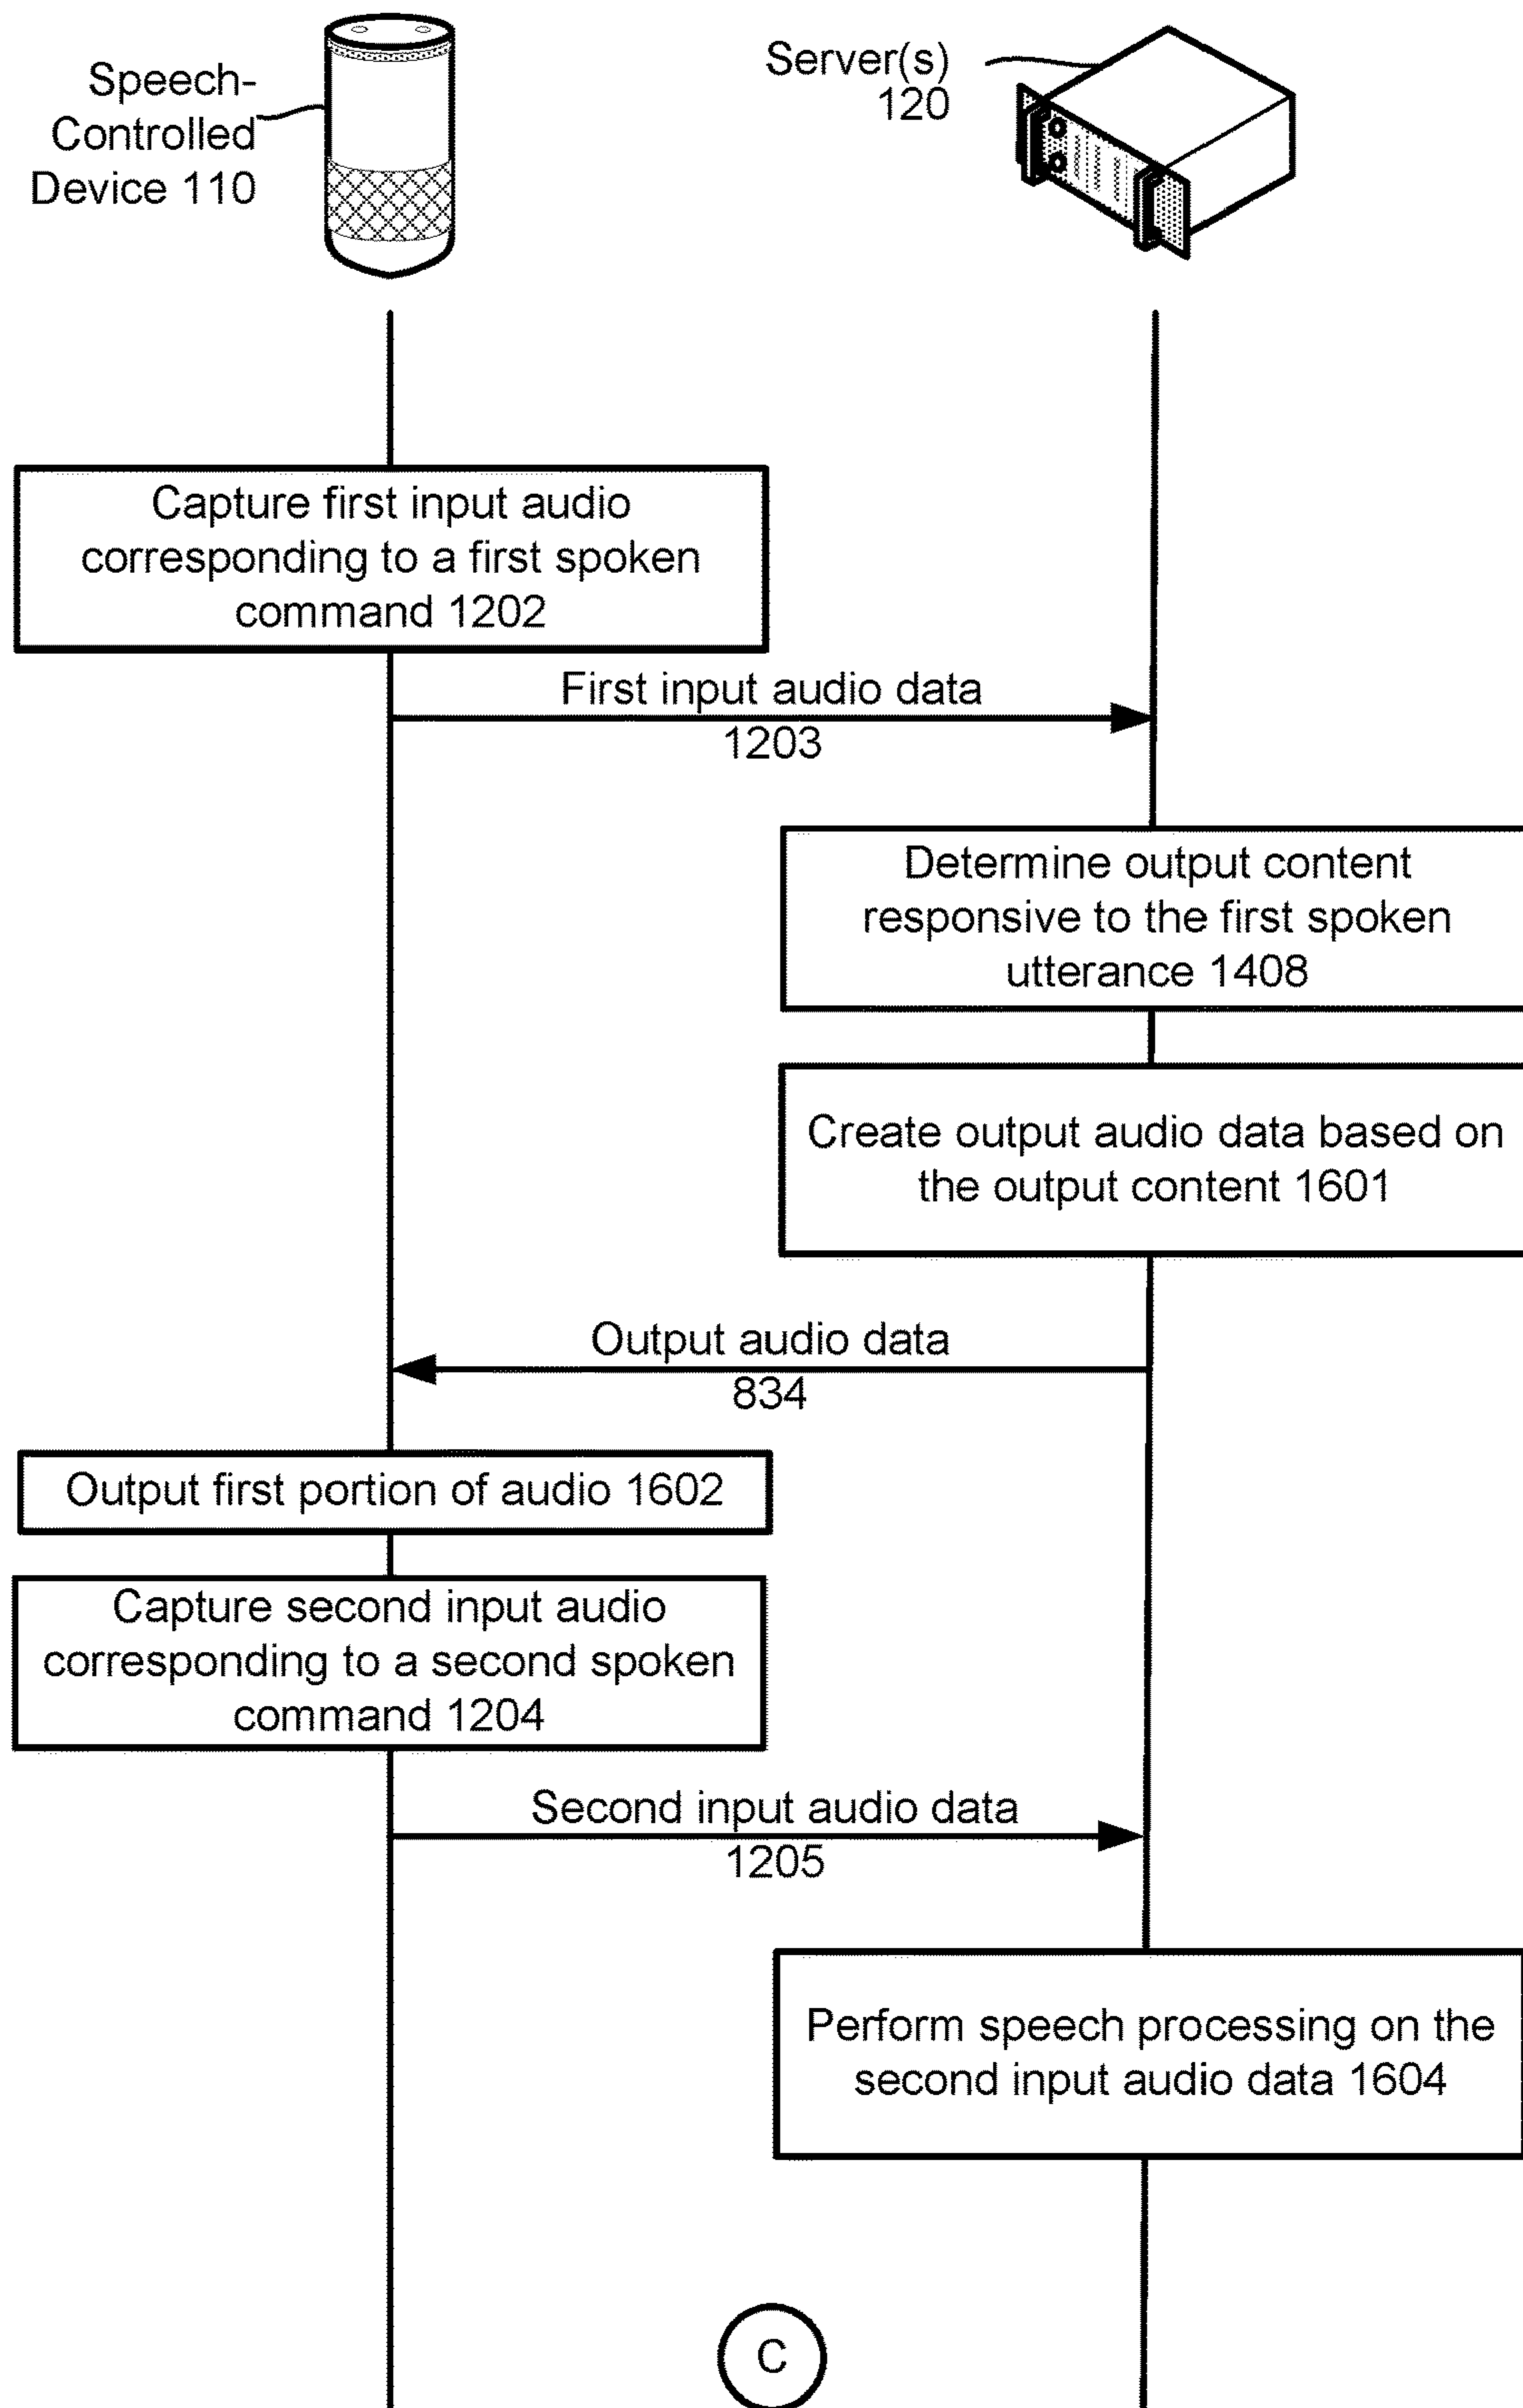 Speech-
Controlled
Device 110
Server(s)
120
Capture first input audio
corresponding to a first spoken
command 1202
First input audio data
1203
Determine output content
responsive to the first spoken
utterance 1408
Create output audio data based on
the output content 1601
Output audio data
834
Output first portion of audio 1602
Capture second input audio
corresponding to a second spoken
command 1204
Second input audio data
1205
Perform speech processing on the
second input audio data 1604
C